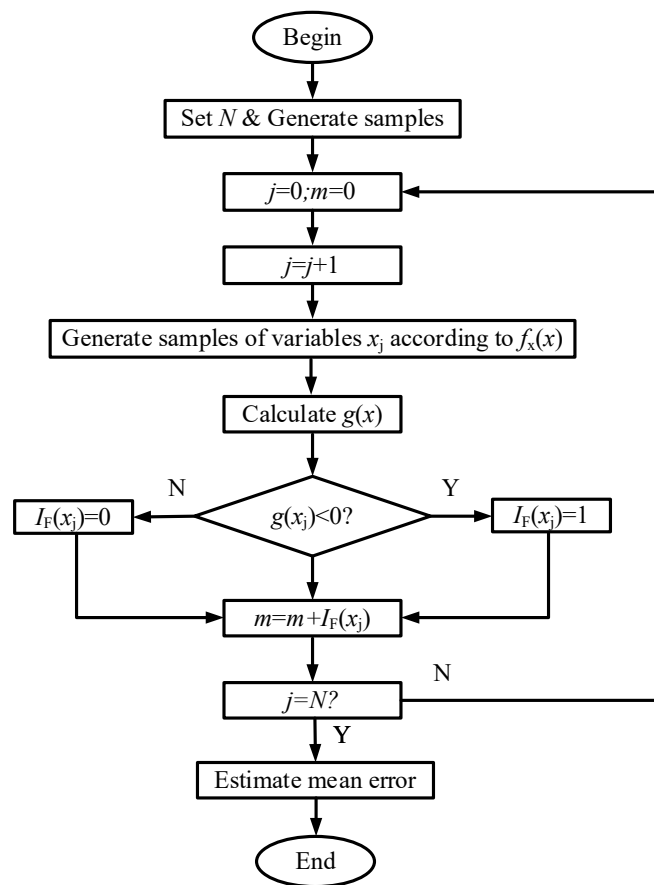 Begin
Set N & Generate samples
j=0;m=0
j=j+1
Generate samples of variables xj according to fx(x)
Calculate g(x)
N
Y
IF(xj)=0
g(xj)<0?
IF(xj)=1
m=m+IF(xj)
N
j=N?
Y
Estimate mean error
End